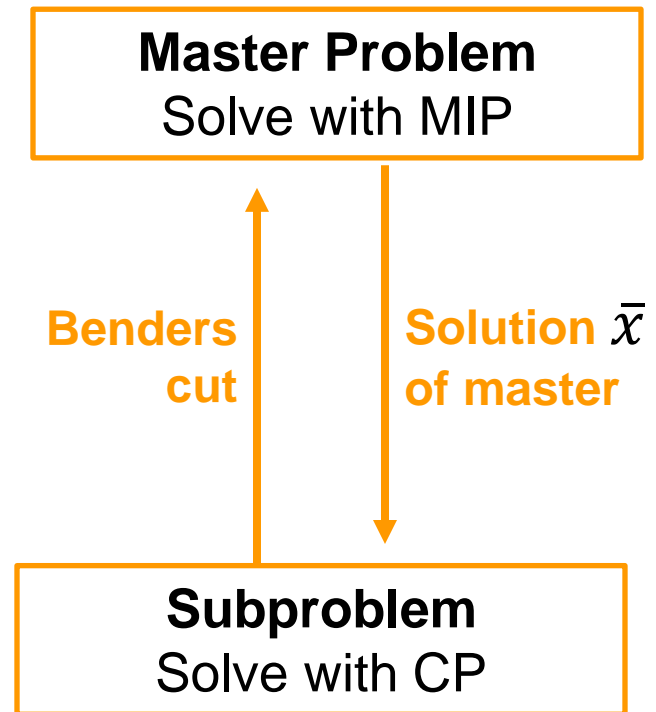 Master Problem
Solve with MIP
Benders
cut
Solution x̄
of master
Subproblem
Solve with CP